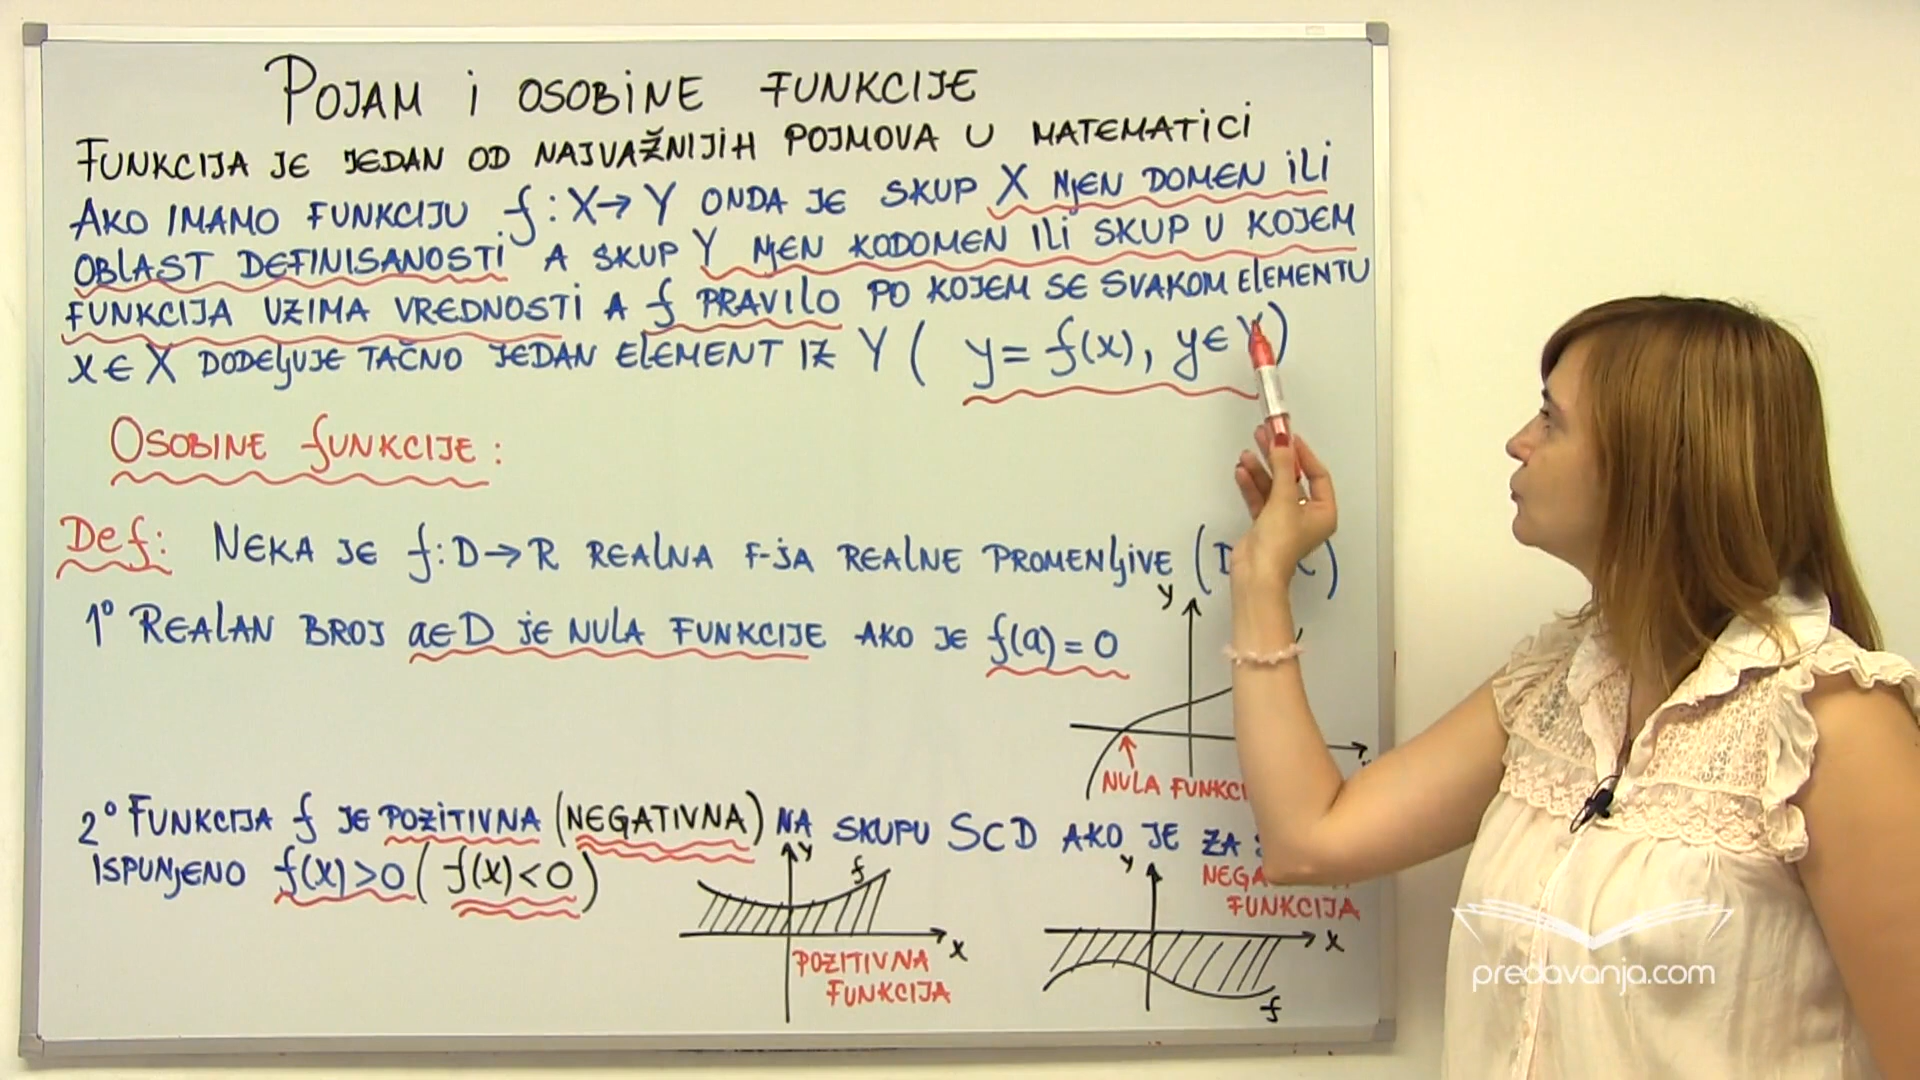 POJAM I OSOBINE FUNKCIJE
FUNKCIJA JE JEDAN OD NAJVAŽNIJIH POJMOVA U MATEMATICI
AKO IMAMO FUNKCIJU f: X→Y ONDA JE SKUP X NJEN DOMEN ILI
OBLAST DEFINISANOSTI A SKUP Y NJEN KODOMEN ILI SKUP U KOJEM
FUNKCIJA UZIMA VREDNOSTI A f PRAVILO PO KOJEM SE SVAKOM ELEMENTU
x∈X DODELJUJE TAČNO JEDAN ELEMENT IZ Y ( y = f(x), y∈Y)
OSOBINE FUNKCIJE:
Def: NEKA JE f: D→R REALNA F-JA REALNE PROMENLJIVE (D )
1° REALAN BROJ a∈D JE NULA FUNKCIJE AKO JE f(a) = 0
y
NULA
2° FUNKCIJA f JE POZITIVNA (NEGATIVNA) NA SKUPU S⊂D AKO JE ZA
ISPUNJENO f(x)>0 ( f(x)<0 )
y f
x
POZITIVNA
FUNKCIJA
y
FUNKCIJA
x
f
predavanja.com